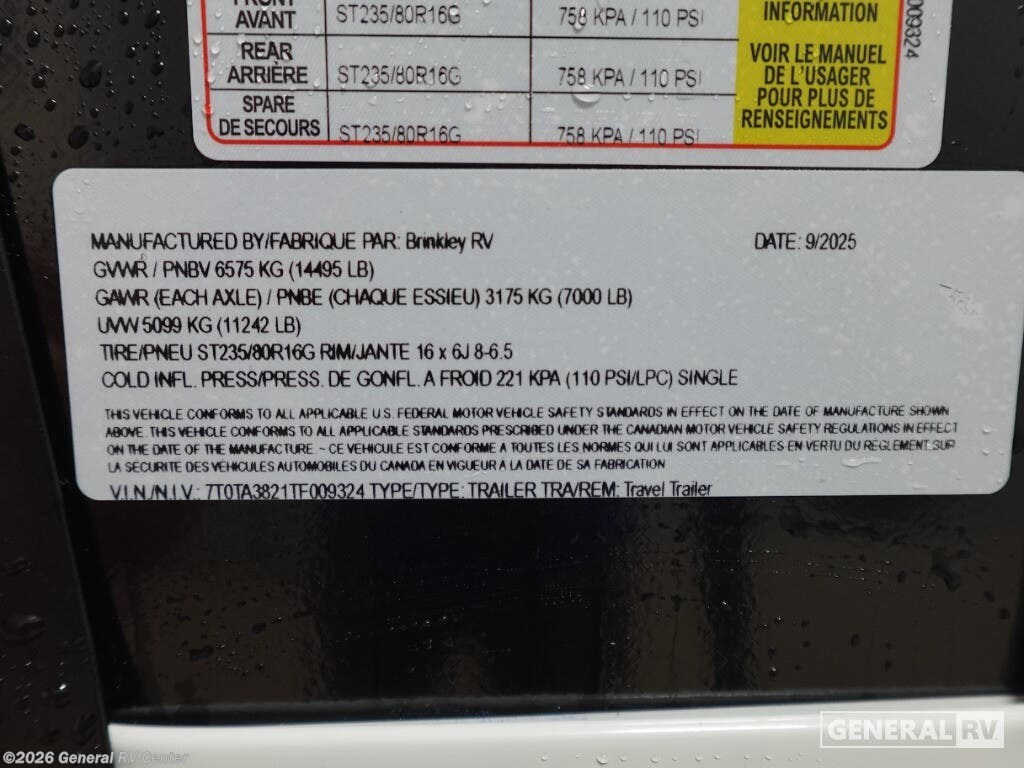 FRONT
AVANT ST235/80R16G 758 KPA / 110 PSI
INFORMATION
REAR
ARRIÈRE ST235/80R16G 758 KPA / 110 PSI
SPARE
DE SECOURS ST235/80R16G 758 KPA / 110 PSI
VOIR LE MANUEL
DE L'USAGER
POUR PLUS DE
RENSEIGNEMENTS
009324
MANUFACTURED BY/FABRIQUE PAR: Brinkley RV DATE: 9/2025
GVWR / PNBV 6575 KG (14495 LB)
GAWR (EACH AXLE) / PNBE (CHAQUE ESSIEU) 3175 KG (7000 LB)
UVW 5099 KG (11242 LB)
TIRE/PNEU ST235/80R16G RIM/JANTE 16 x 6J 8-6.5
COLD INFL. PRESS/PRESS. DE GONFL. A FROID 221 KPA (110 PSI/LPC) SINGLE
THIS VEHICLE CONFORMS TO ALL APPLICABLE U.S. FEDERAL MOTOR VEHICLE SAFETY STANDARDS IN EFFECT ON THE DATE OF MANUFACTURE SHOWN
ABOVE. THIS VEHICLE CONFORMS TO ALL APPLICABLE STANDARDS PRESCRIBED UNDER THE CANADIAN MOTOR VEHICLE SAFETY REGULATIONS IN EFFECT
ON THE DATE OF THE MANUFACTURE - CE VEHICULE EST CONFORME A TOUTES LES NORMES QUI LUI SONT APPLICABLES EN VERTU DU REGLEMENT SUR
LA SECURITE DES VEHICULES AUTOMOBILES DU CANADA EN VIGUEUR A LA DATE DE SA FABRICATION
V.I.N./N.I.V.: 7T0TA3821TF009324 TYPE/TYPE: TRAILER TRA/REM: Travel Trailer
GENERAL RV
©2026 General RV Center